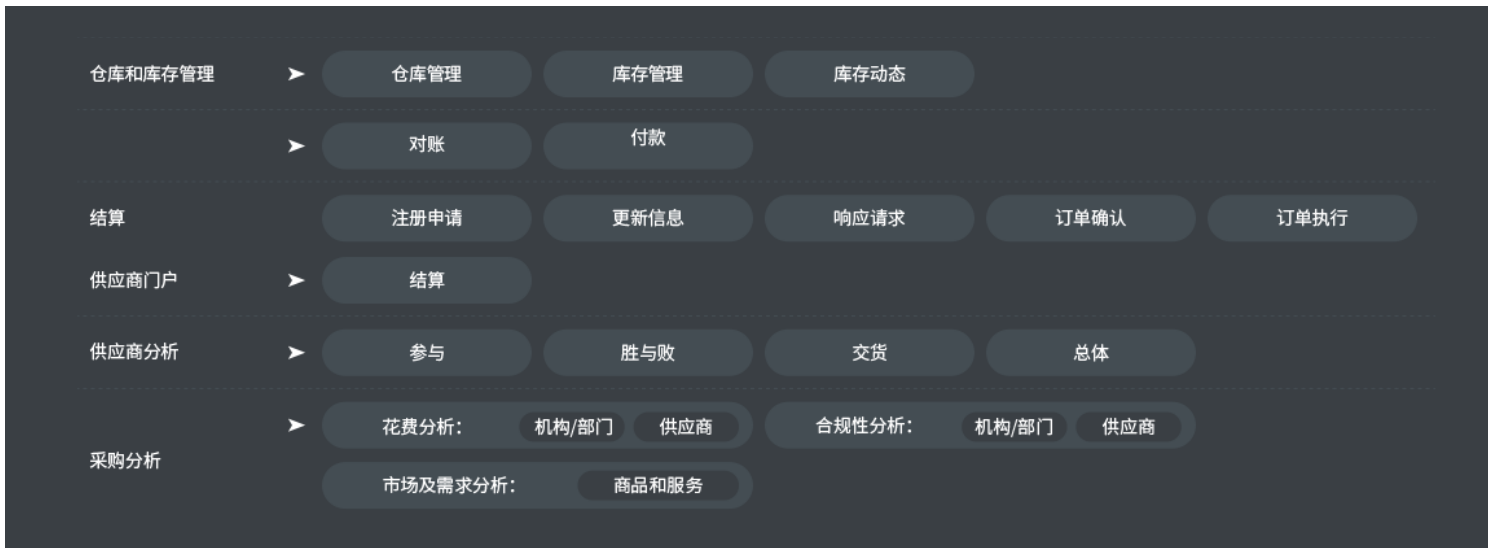 仓库和库存管理 ➤ 仓库管理 库存管理 库存动态
➤ 对账 付款
结算 注册申请 更新信息 响应请求 订单确认 订单执行
供应商门户 ➤ 结算
供应商分析 ➤ 参与 胜与败 交货 总体
➤ 花费分析: 机构/部门 供应商 合规性分析: 机构/部门 供应商
采购分析
市场及需求分析: 商品和服务